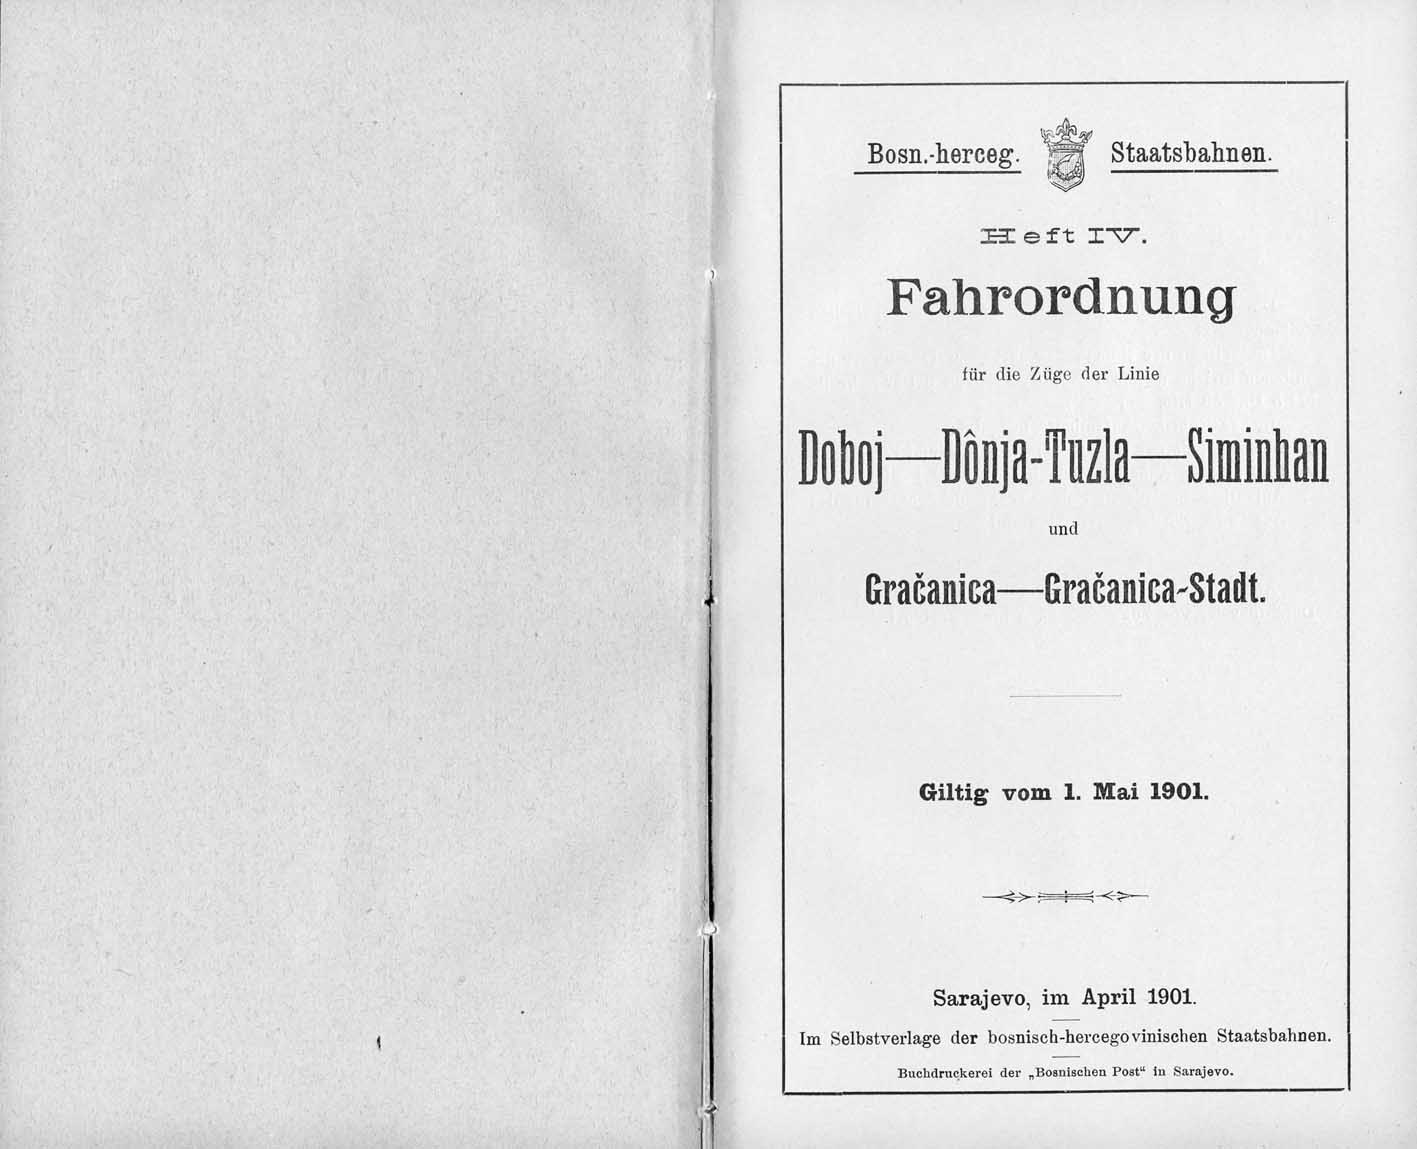 Bosn.-herceg. Staatsbahnen.
Heft IV.
Fahrordnung
für die Züge der Linie
Doboj—Dônja-Tuzla—Siminhan
und
Gračanica—Gračanica-Stadt.
Giltig vom 1. Mai 1901.
Sarajevo, im April 1901.
Im Selbstverlage der bosnisch-hercegovinischen Staatsbahnen.
Buchdruckerei der „Bosnischen Post“ in Sarajevo.